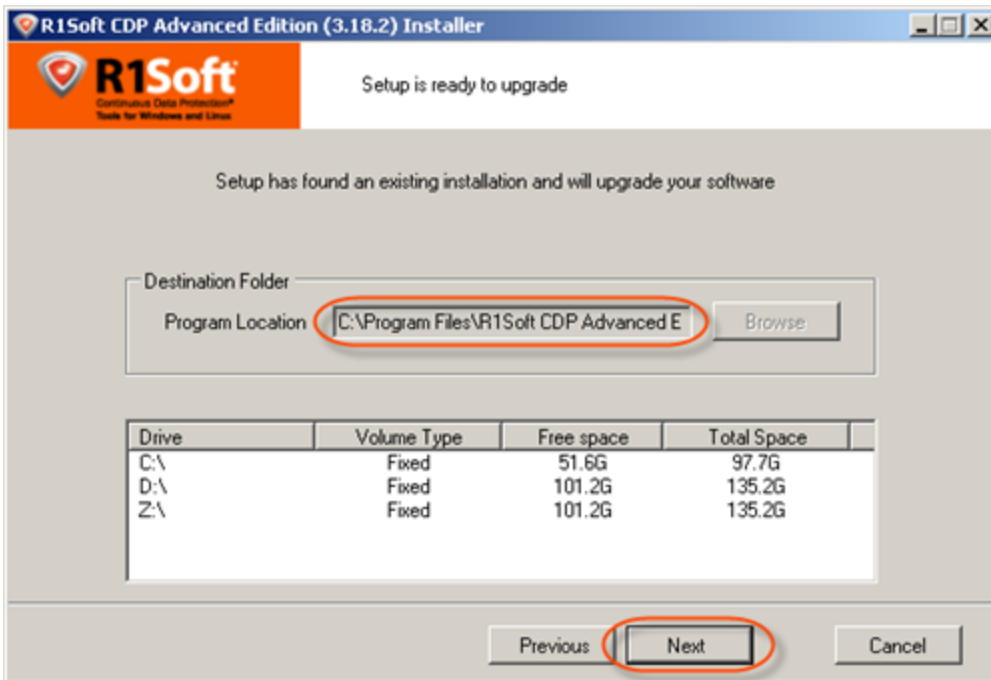 R1Soft CDP Advanced Edition (3.18.2) Installer
R1Soft
Continuous Data Protection®
Tools for Windows and Linux
Setup is ready to upgrade
Setup has found an existing installation and will upgrade your software
Destination Folder
Program Location C:\Program Files\R1Soft CDP Advanced E Browse
Drive Volume Type Free space Total Space
C:\ Fixed 51.6G 97.7G
D:\ Fixed 101.2G 135.2G
Z:\ Fixed 101.2G 135.2G
Previous Next Cancel